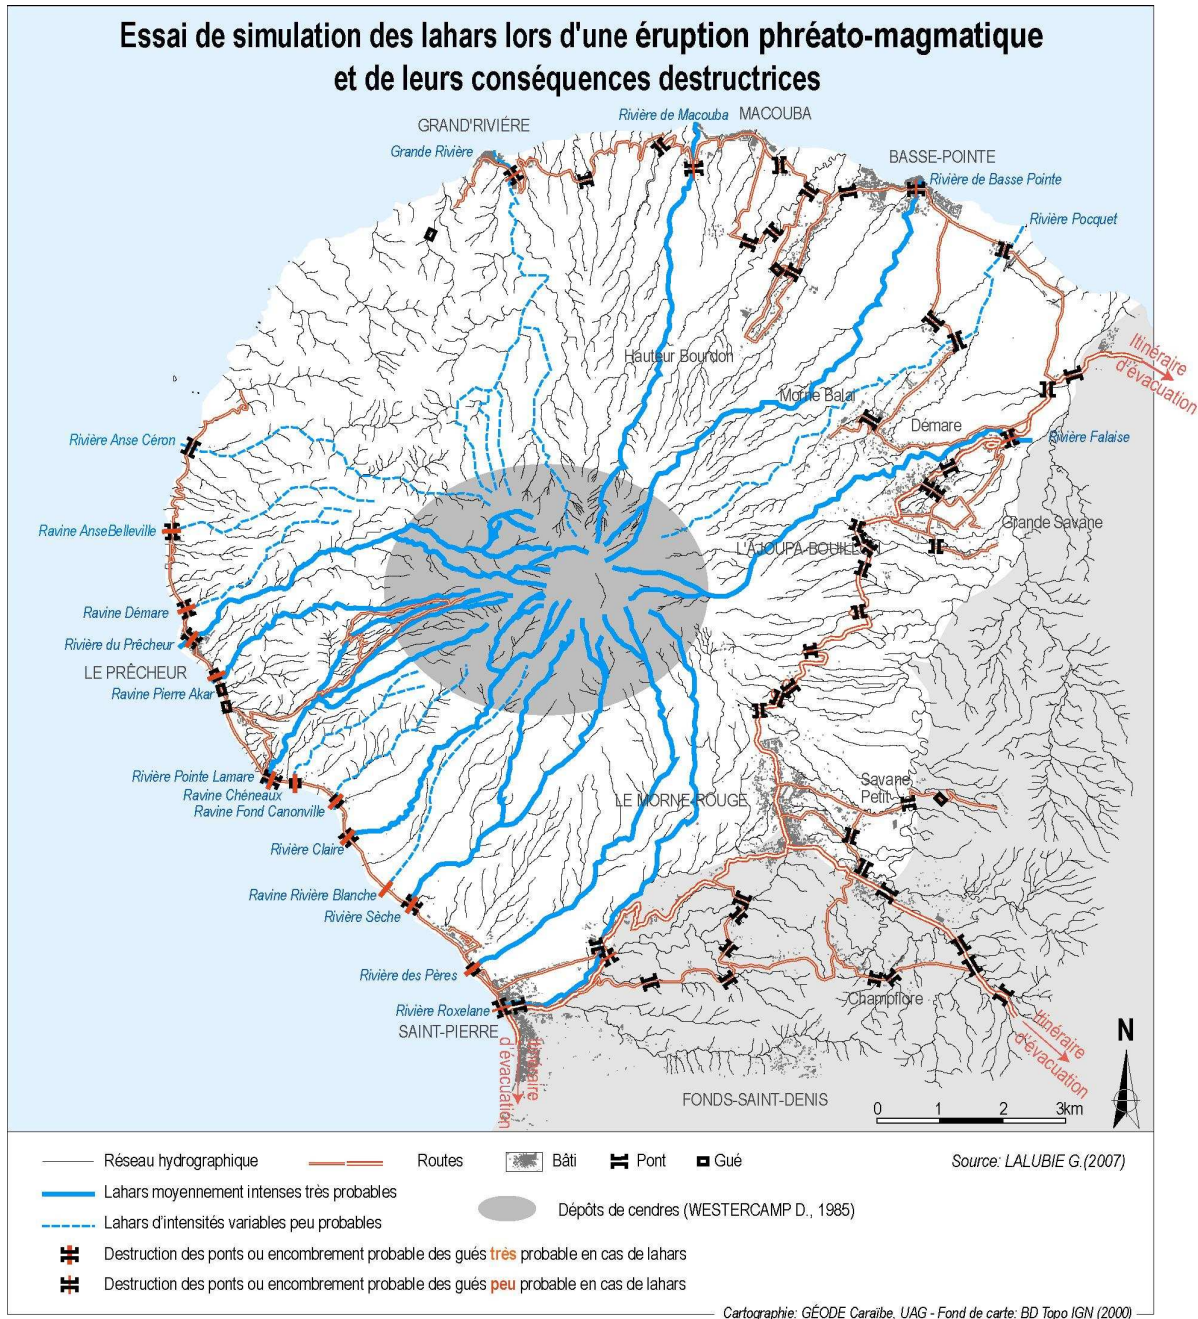 Essai de simulation des lahars lors d'une éruption phréato-magmatique
et de leurs conséquences destructrices
Rivière de Macouba
MACOUBA
GRAND'RIVIÉRE
Grande Rivière
BASSE-POINTE
Rivière de Basse Pointe
Rivière Pocquet
Itinéraire
d'évacuation
Hauteur Bourdon
Morne Balai
Démare
Rivière Falaise
Rivière Anse Céron
Grande Savane
Ravine AnseBelleville
L'AJOUPA-BOUILL
Ravine Démare
Rivière du Prêcheur
LE PRÊCHEUR
Ravine Pierre Akar
Rivière Pointe Lamare
Ravine Chéneaux
Ravine Fond Canonville
Savane
Petit
LE MORNE-ROUGE
Rivière Claire
Ravine Rivière Blanche
Rivière Sèche
Rivière des Pères
Champflore
Rivière Roxelane
SAINT-PIERRE
Itinéraire
d'évacuation
Itinéraire
d'évacuation
N
FONDS-SAINT-DENIS
0 1 2 3km
Réseau hydrographique
Routes
Bâti
Pont
Gué
Source: LALUBIE G.(2007)
Lahars moyennement intenses très probables
Dépôts de cendres (WESTERCAMP D., 1985)
Lahars d'intensités variables peu probables
Destruction des ponts ou encombrement probable des gués très probable en cas de lahars
Destruction des ponts ou encombrement probable des gués peu probable en cas de lahars
Cartographie: GÉODE Caraïbe, UAG - Fond de carte: BD Topo IGN (2000)